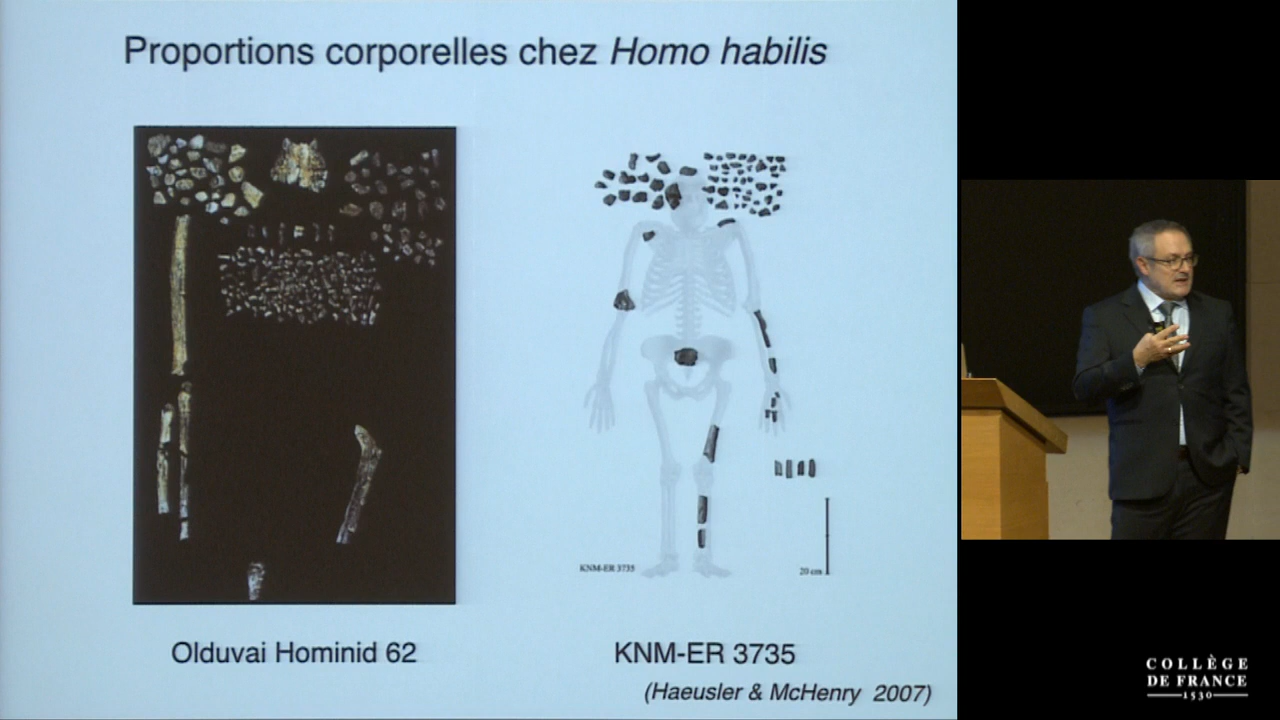 Proportions corporelles chez Homo habilis
KNM-ER 3735
20 cm
Olduvai Hominid 62
KNM-ER 3735
(Haeusler & McHenry 2007)
COLLÈGE
DE FRANCE
1530